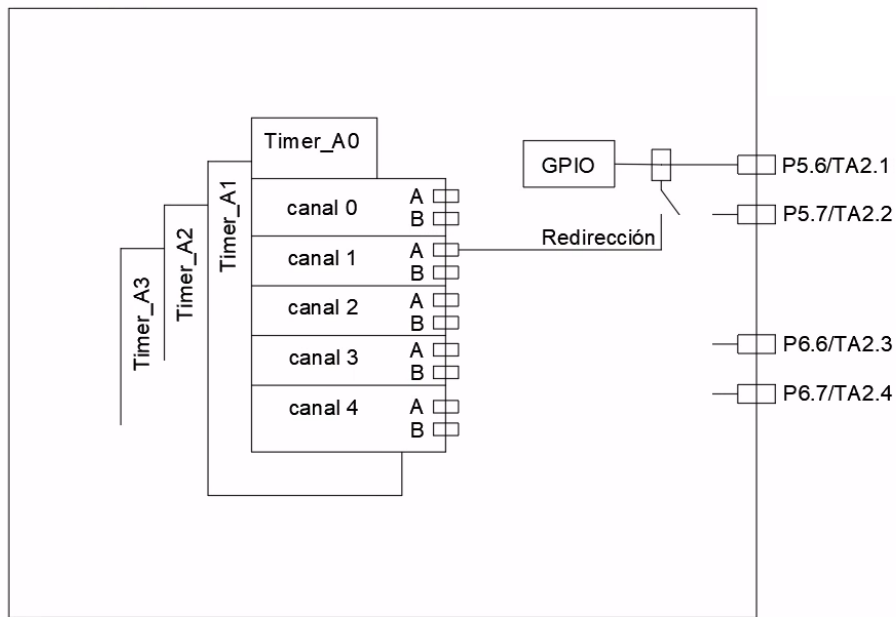 Timer_A0
Timer_A1
Timer_A2
Timer_A3
canal 0
A
B
canal 1
A
B
canal 2
A
B
canal 3
A
B
canal 4
A
B
Redirección
GPIO
P5.6/TA2.1
P5.7/TA2.2
P6.6/TA2.3
P6.7/TA2.4